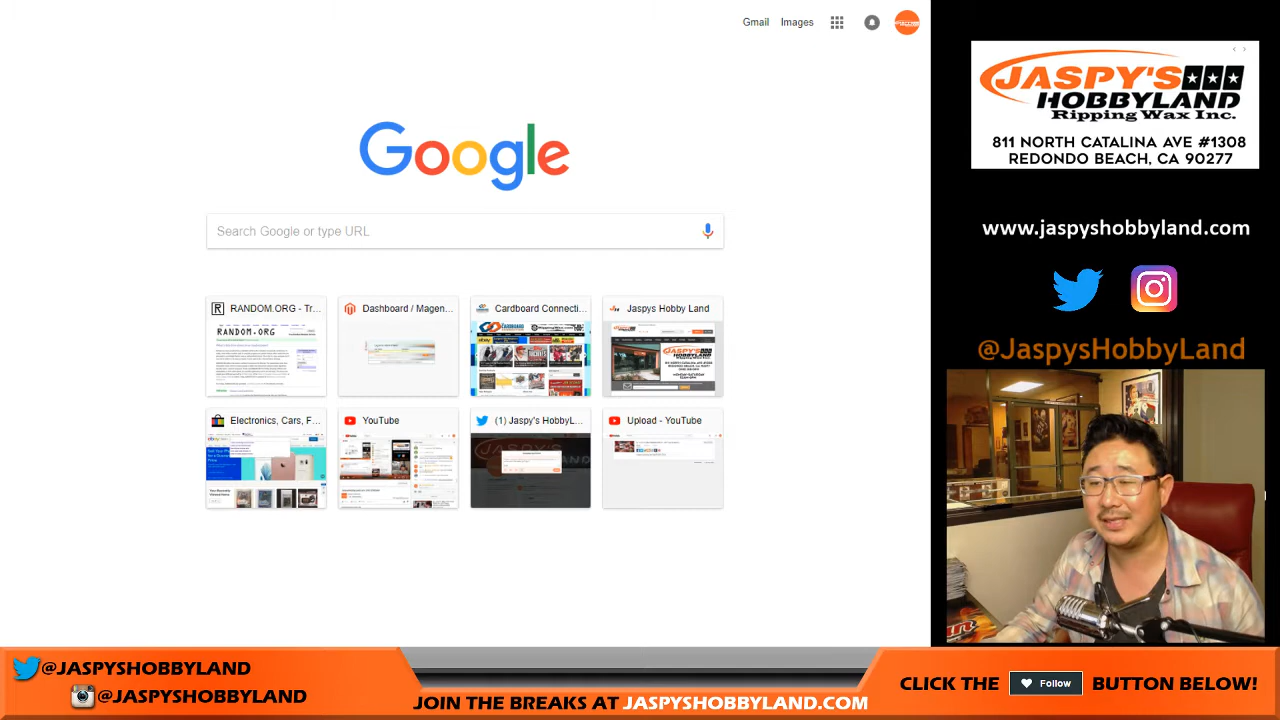 Gmail
Images
Google
Search Google or type URL
RANDOM.ORG - Tr...
Dashboard / Magen...
Cardboard Connecti...
Jaspys Hobby Land
RANDOM.ORG
Electronics, Cars, F...
YouTube
(1) Jaspy's HobbyL...
Upload - YouTube
JASPY'S
HOBBYLAND
Ripping Wax Inc.
811 NORTH CATALINA AVE #1308
REDONDO BEACH, CA 90277
www.jaspyshobbyland.com
@JaspysHobbyLand
@JASPYSHOBBYLAND
@JASPYSHOBBYLAND
JOIN THE BREAKS AT JASPYSHOBBYLAND.COM
CLICK THE Follow BUTTON BELOW!